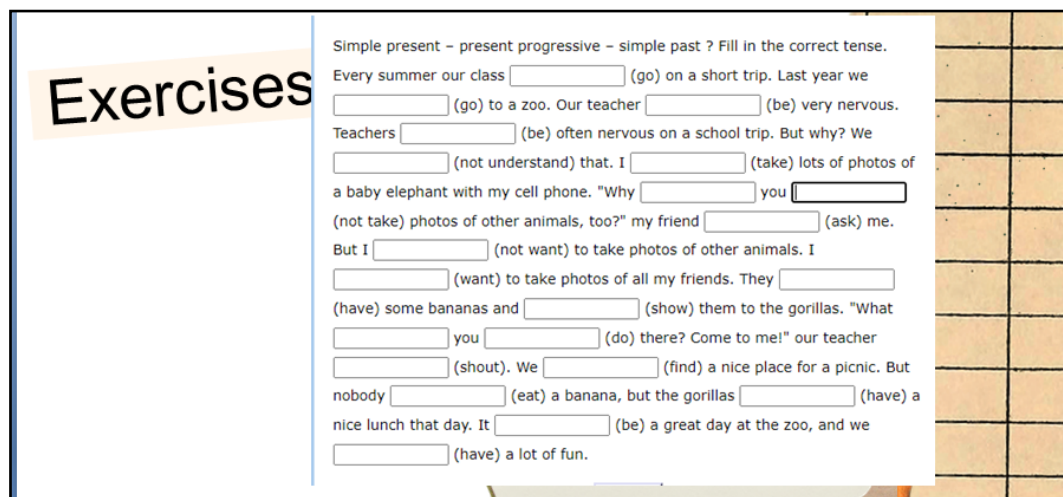 Exercises
Simple present – present progressive – simple past ? Fill in the correct tense.
Every summer our class (go) on a short trip. Last year we
(go) to a zoo. Our teacher (be) very nervous.
Teachers (be) often nervous on a school trip. But why? We
(not understand) that. I (take) lots of photos of
a baby elephant with my cell phone. "Why you
(not take) photos of other animals, too?" my friend (ask) me.
But I (not want) to take photos of other animals. I
(want) to take photos of all my friends. They
(have) some bananas and (show) them to the gorillas. "What
you (do) there? Come to me!" our teacher
(shout). We (find) a nice place for a picnic. But
nobody (eat) a banana, but the gorillas (have) a
nice lunch that day. It (be) a great day at the zoo, and we
(have) a lot of fun.